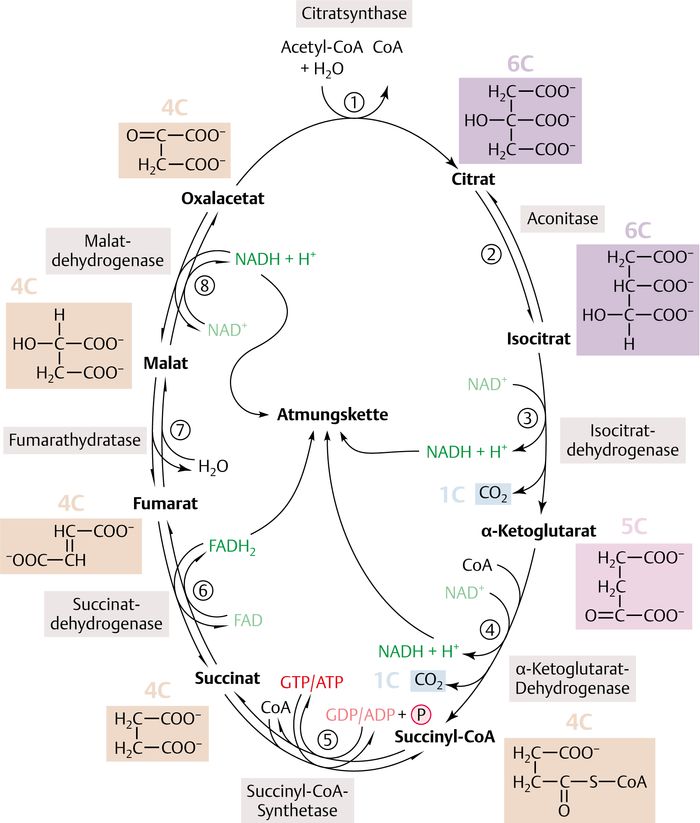 Citratsynthase
Acetyl-CoA CoA
+ H₂O
①
6C
H₂C—COO⁻
HO—C—COO⁻
H₂C—COO⁻
Citrat
4C
O=C—COO⁻
H₂C—COO⁻
Oxalacetat
Aconitase
②
6C
H₂C—COO⁻
HC—COO⁻
HO—C—COO⁻
H
Isocitrat
Malat-
dehydrogenase
NADH + H⁺
⑧
NAD⁺
4C
H
HO—C—COO⁻
H₂C—COO⁻
Malat
NAD⁺
③
Isocitrat-
dehydrogenase
NADH + H⁺
1C CO₂
Atmungskette
Fumarathydratase
⑦
H₂O
Fumarat
4C
HC—COO⁻
⁻OOC—CH
α-Ketoglutarat
5C
H₂C—COO⁻
H₂C
O=C—COO⁻
FADH₂
⑥
FAD
Succinat-
dehydrogenase
CoA
NAD⁺
④
NADH + H⁺
1C CO₂
α-Ketoglutarat-
Dehydrogenase
Succinat
4C
H₂C—COO⁻
H₂C—COO⁻
GTP/ATP
CoA
GDP/ADP + P
⑤
Succinyl-CoA
Succinyl-CoA-
Synthetase
4C
H₂C—COO⁻
H₂C—C—S—CoA
O